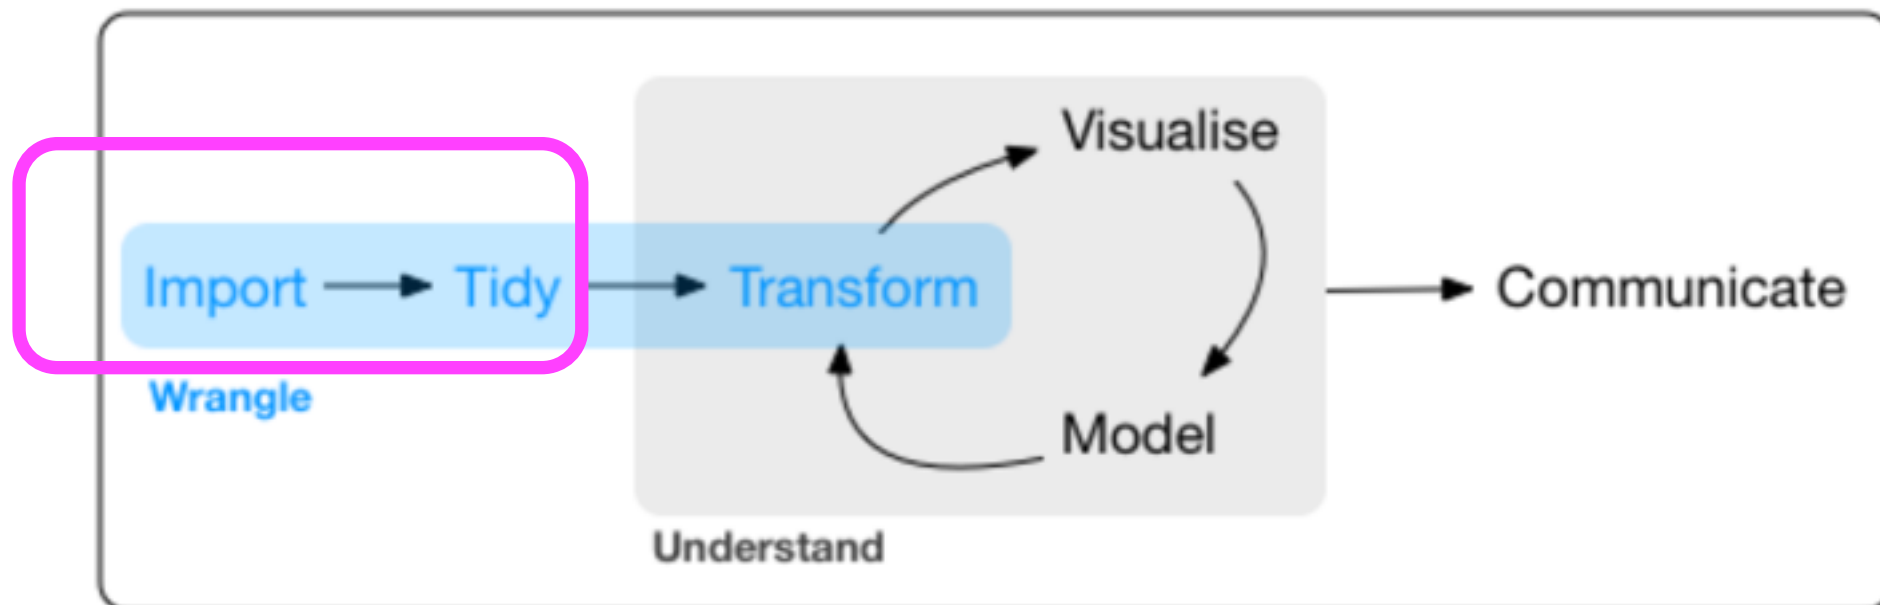 Visualise
Import Tidy Transform Communicate
Wrangle
Model
Understand